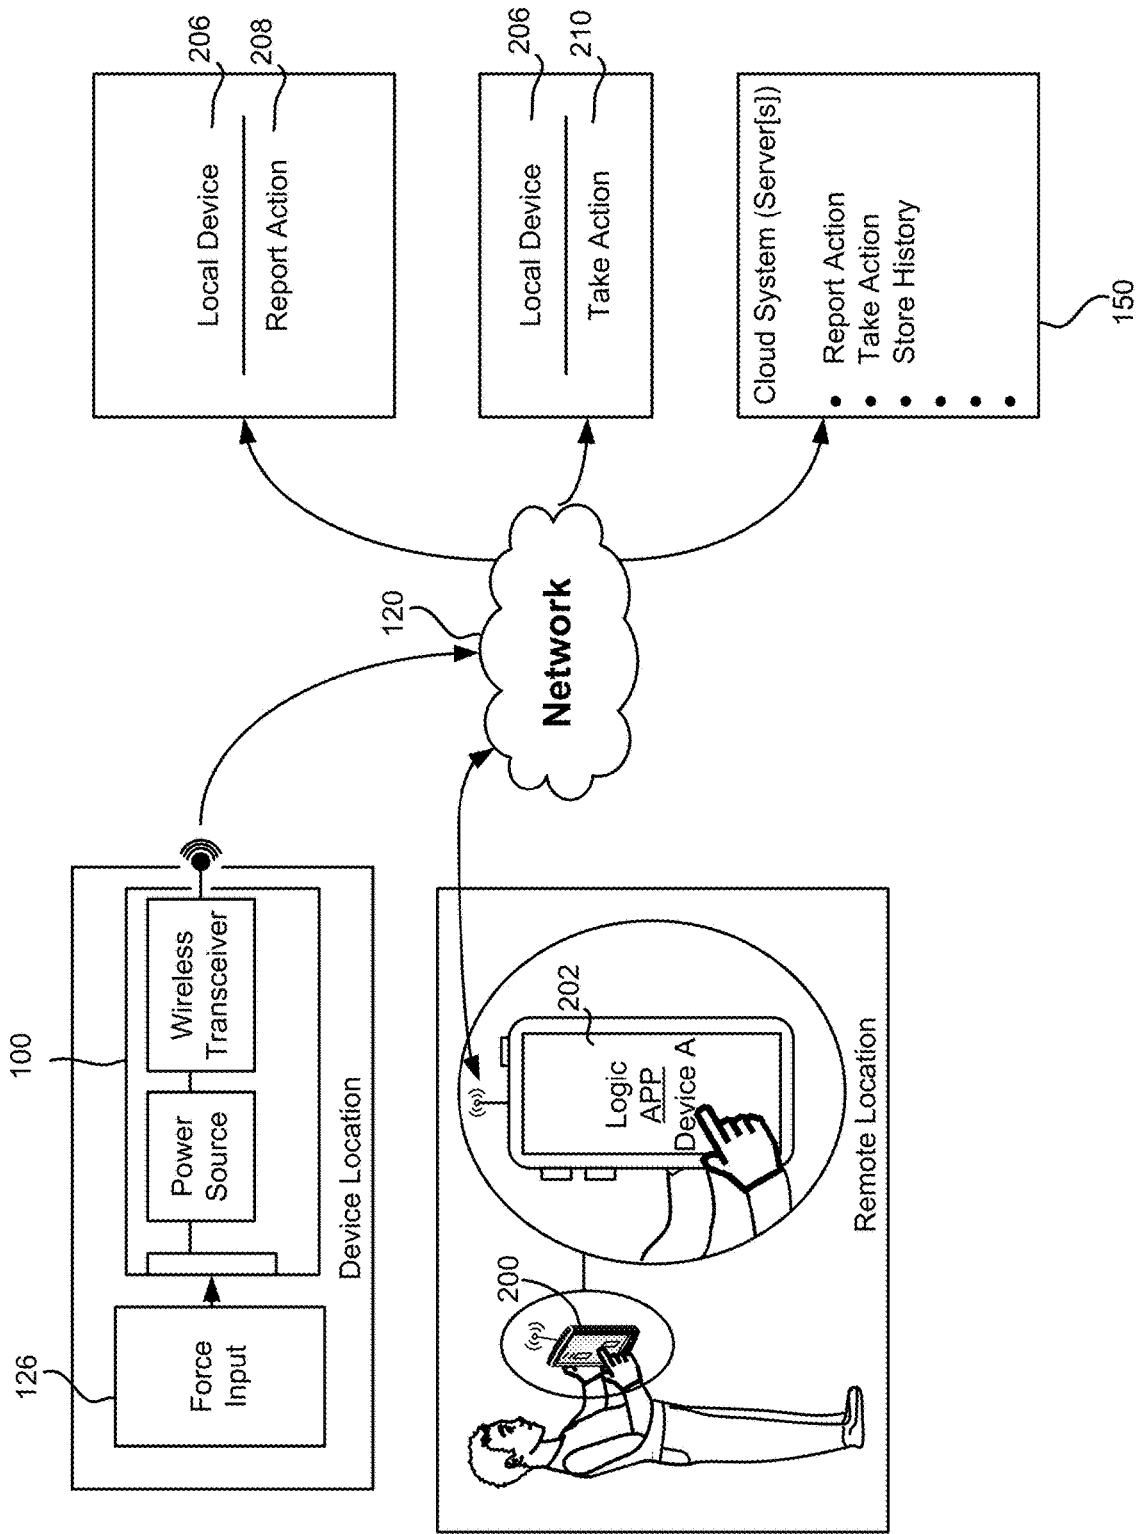 126
Force
Input
100
Power
Source
Wireless
Transceiver
Device Location
120
Network
206
Local Device
208
Report Action
206
Local Device
210
Take Action
Cloud System (Server[s])
• Report Action
• Take Action
• Store History
•
•
•
150
200
202
Logic
APP
Device A
Remote Location